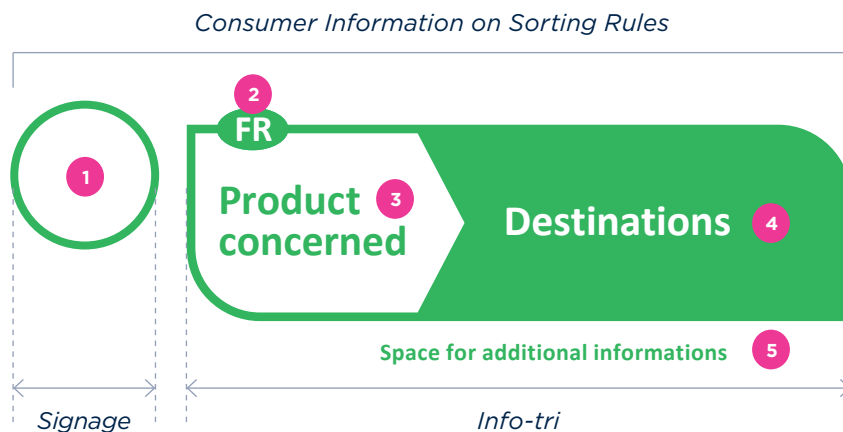 Consumer Information on Sorting Rules
2
FR
1
Product 3
concerned
Destinations 4
Space for additional informations 5
Signage
Info-tri